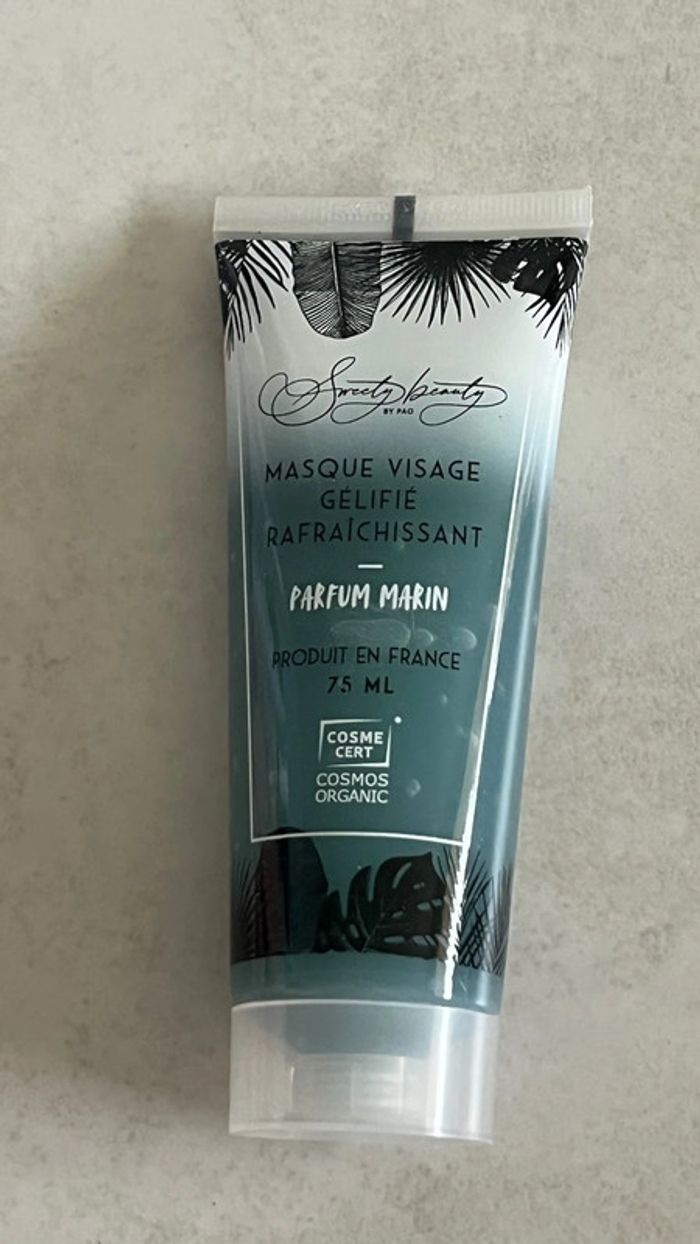 Sweety beauty
BY PAO
MASQUE VISAGE
GÉLIFIÉ
RAFRAÎCHISSANT
PARFUM MARIN
PRODUIT EN FRANCE
75 ML
COSME
CERT
COSMOS
ORGANIC